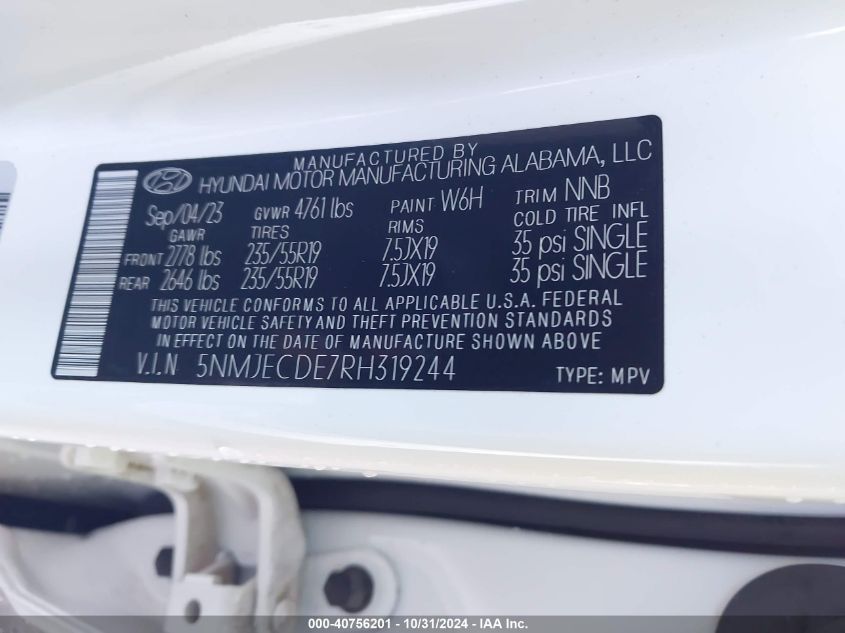 MANUFACTURED BY
HYUNDAI MOTOR MANUFACTURING ALABAMA, LLC
Sep/04/23 GVWR 4761 lbs PAINT W6H TRIM NNB
GAWR TIRES RIMS COLD TIRE INFL
FRONT 2778 lbs 235/55R19 7.5JX19 35 psi SINGLE
REAR 2646 lbs 235/55R19 7.5JX19 35 psi SINGLE
THIS VEHICLE CONFORMS TO ALL APPLICABLE U.S.A. FEDERAL
MOTOR VEHICLE SAFETY AND THEFT PREVENTION STANDARDS
IN EFFECT ON THE DATE OF MANUFACTURE SHOWN ABOVE
V.I.N 5NMJECDE7RH319244 TYPE: MPV
000-40756201 - 10/31/2024 - IAA Inc.